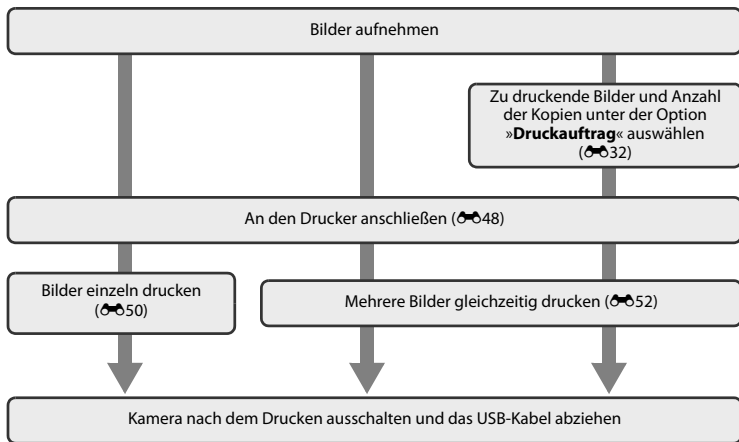 Bilder aufnehmen
Zu druckende Bilder und Anzahl
der Kopien unter der Option
»Druckauftrag« auswählen
(32)
An den Drucker anschließen (48)
Bilder einzeln drucken
(50)
Mehrere Bilder gleichzeitig drucken (52)
Kamera nach dem Drucken ausschalten und das USB-Kabel abziehen